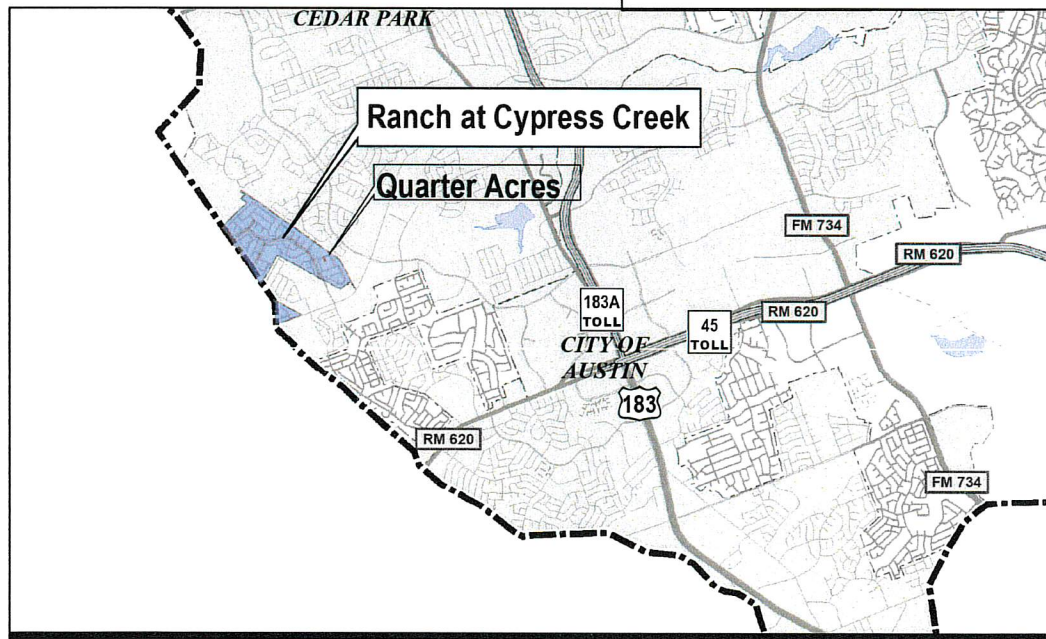 CEDAR PARK
Ranch at Cypress Creek
Quarter Acres
FM 734
RM 620
183A
TOLL
45
TOLL
RM 620
CITY OF
AUSTIN
183
RM 620
FM 734